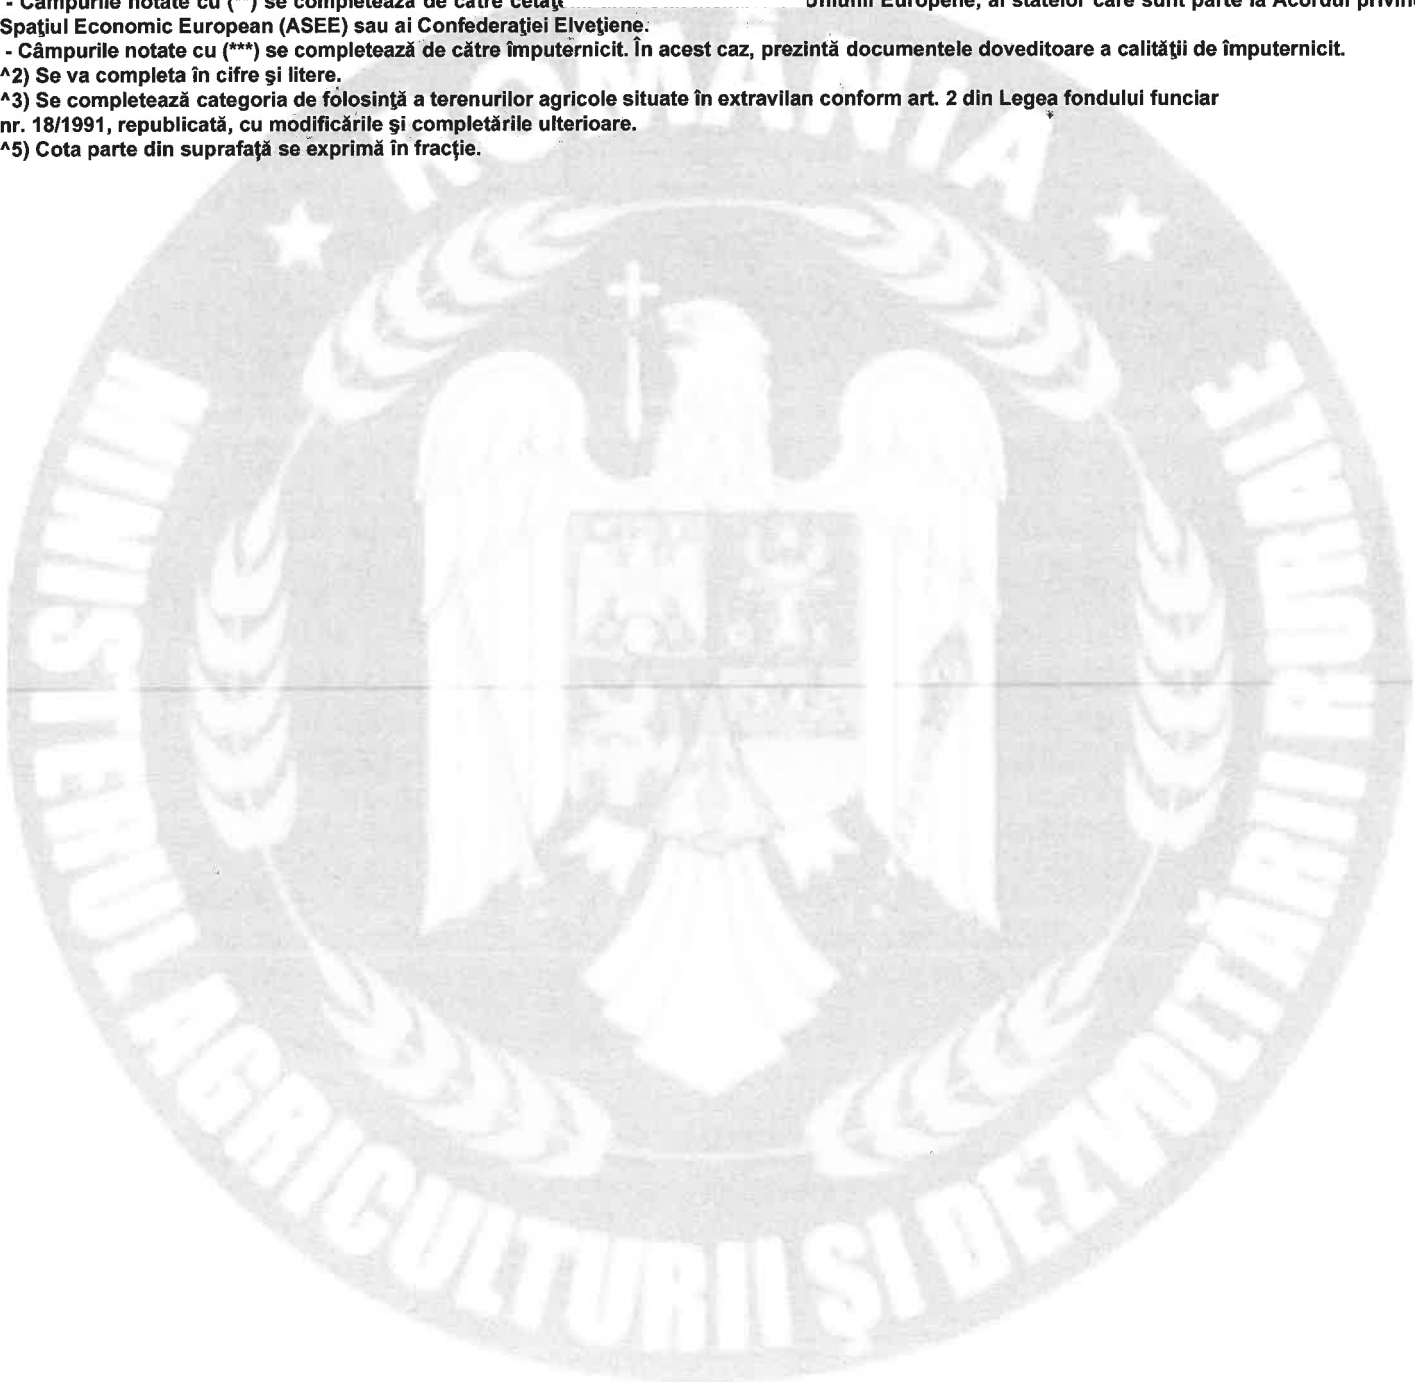 - Câmpurile notate cu (**) se completează de către cetăţ Uniunii Europene, ai statelor care sunt parte la Acordul privin
Spaţiul Economic European (ASEE) sau ai Confederaţiei Elveţiene.
- Câmpurile notate cu (***) se completează de către împuternicit. În acest caz, prezintă documentele doveditoare a calităţii de împuternicit.
^2) Se va completa în cifre şi litere.
^3) Se completează categoria de folosinţă a terenurilor agricole situate în extravilan conform art. 2 din Legea fondului funciar
nr. 18/1991, republicată, cu modificările şi completările ulterioare.
^5) Cota parte din suprafaţă se exprimă în fracţie.
ROMÂNIA
MINISTERUL AGRICULTURII ŞI DEZVOLTĂRII RURALE